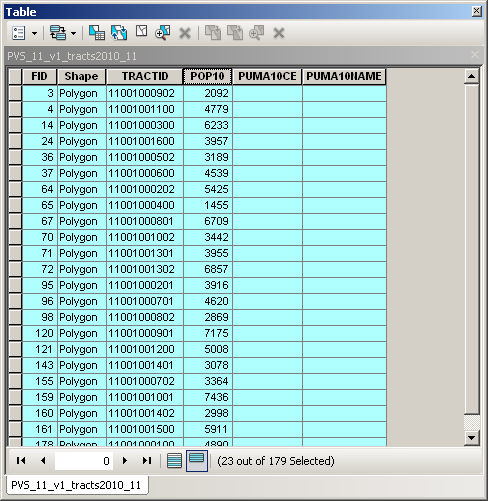 Table
PVS_11_v1_tracts2010_11
FID Shape TRACTID POP10 PUMA10CE PUMA10NAME
3 Polygon 11001000902 2092
4 Polygon 11001001100 4779
14 Polygon 11001000300 6233
24 Polygon 11001001600 3957
36 Polygon 11001000502 3189
37 Polygon 11001000600 4539
64 Polygon 11001000202 5425
65 Polygon 11001000400 1455
67 Polygon 11001000801 6709
70 Polygon 11001001002 3442
71 Polygon 11001001301 3955
72 Polygon 11001001302 6857
95 Polygon 11001000201 3916
96 Polygon 11001000701 4620
98 Polygon 11001000802 2869
120 Polygon 11001000901 7175
121 Polygon 11001001200 5008
143 Polygon 11001001401 3078
155 Polygon 11001000702 3364
159 Polygon 11001001001 7436
160 Polygon 11001001402 2998
161 Polygon 11001001500 5911
178 Polygon 11001000100 4890
0 (23 out of 179 Selected)
PVS_11_v1_tracts2010_11